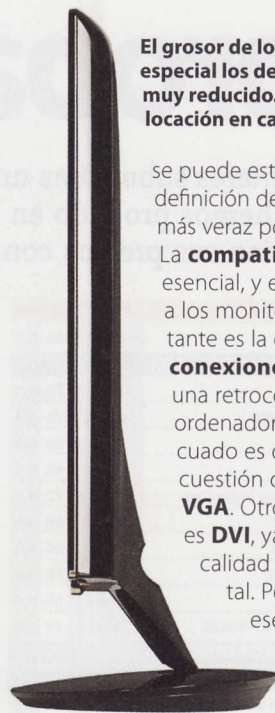 El grosor de lo
especial los de
muy reducido.
locación en ca
se puede est
definición de
más veraz po
La compati
esencial, y e
a los monito
tante es la
conexione
una retroce
ordenador
cuado es
cuestión
VGA. Otro
es DVI, ya
calidad
tal. P
ese